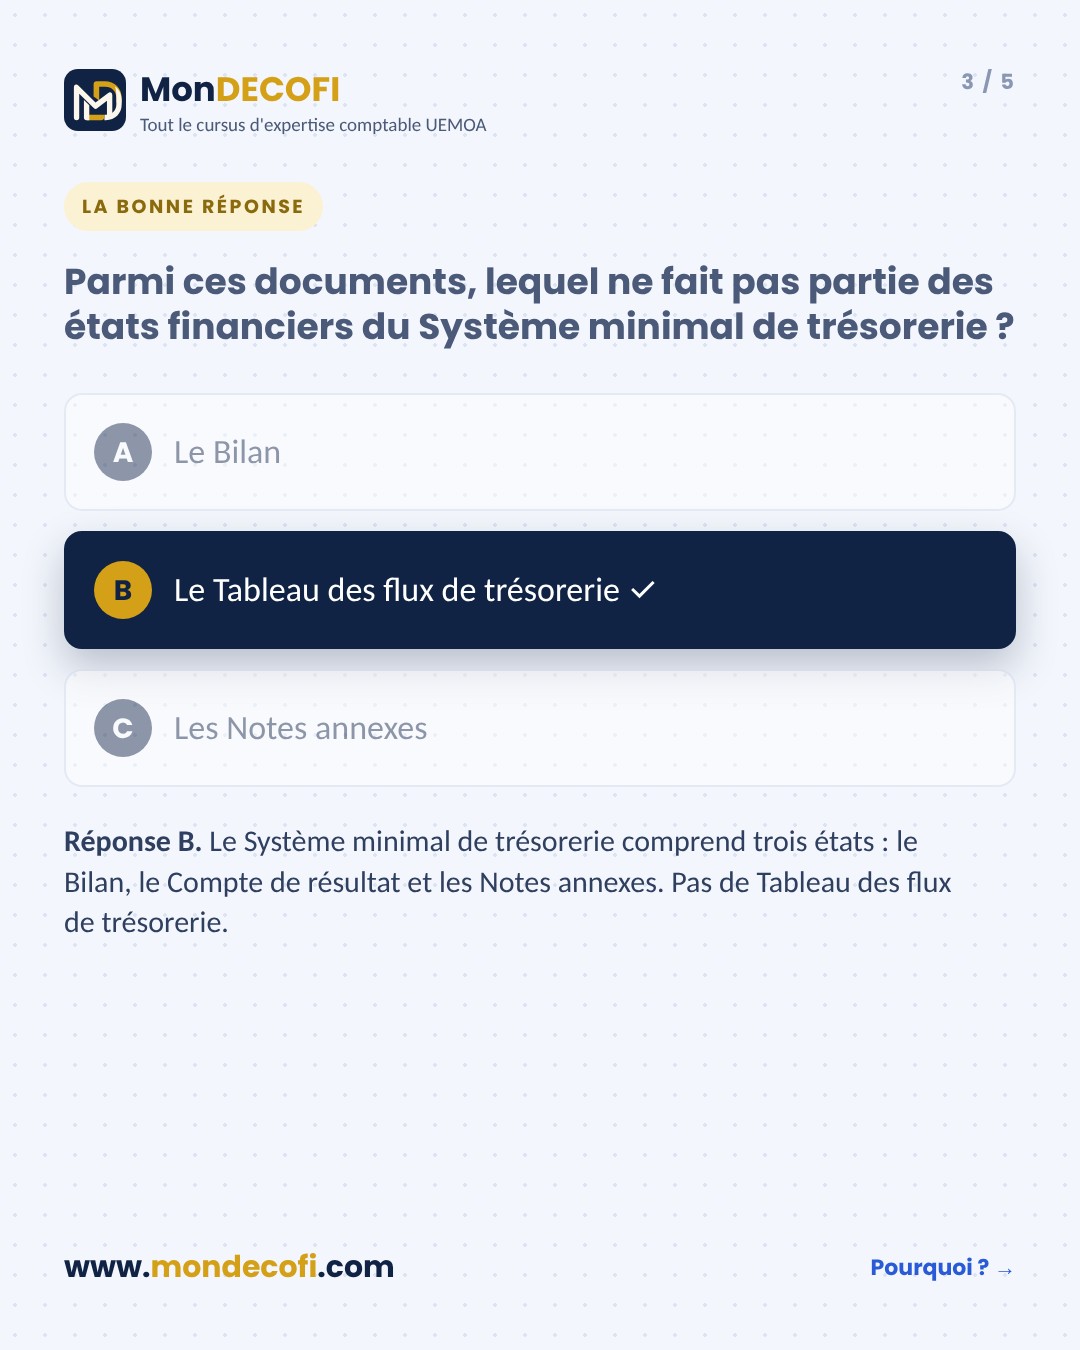 MonDECOFI
Tout le cursus d'expertise comptable UEMOA
3 / 5
LA BONNE RÉPONSE
Parmi ces documents, lequel ne fait pas partie des
états financiers du Système minimal de trésorerie ?
A Le Bilan
B Le Tableau des flux de trésorerie ✓
C Les Notes annexes
Réponse B. Le Système minimal de trésorerie comprend trois états : le
Bilan, le Compte de résultat et les Notes annexes. Pas de Tableau des flux
de trésorerie.
www.mondecofi.com
Pourquoi ? →